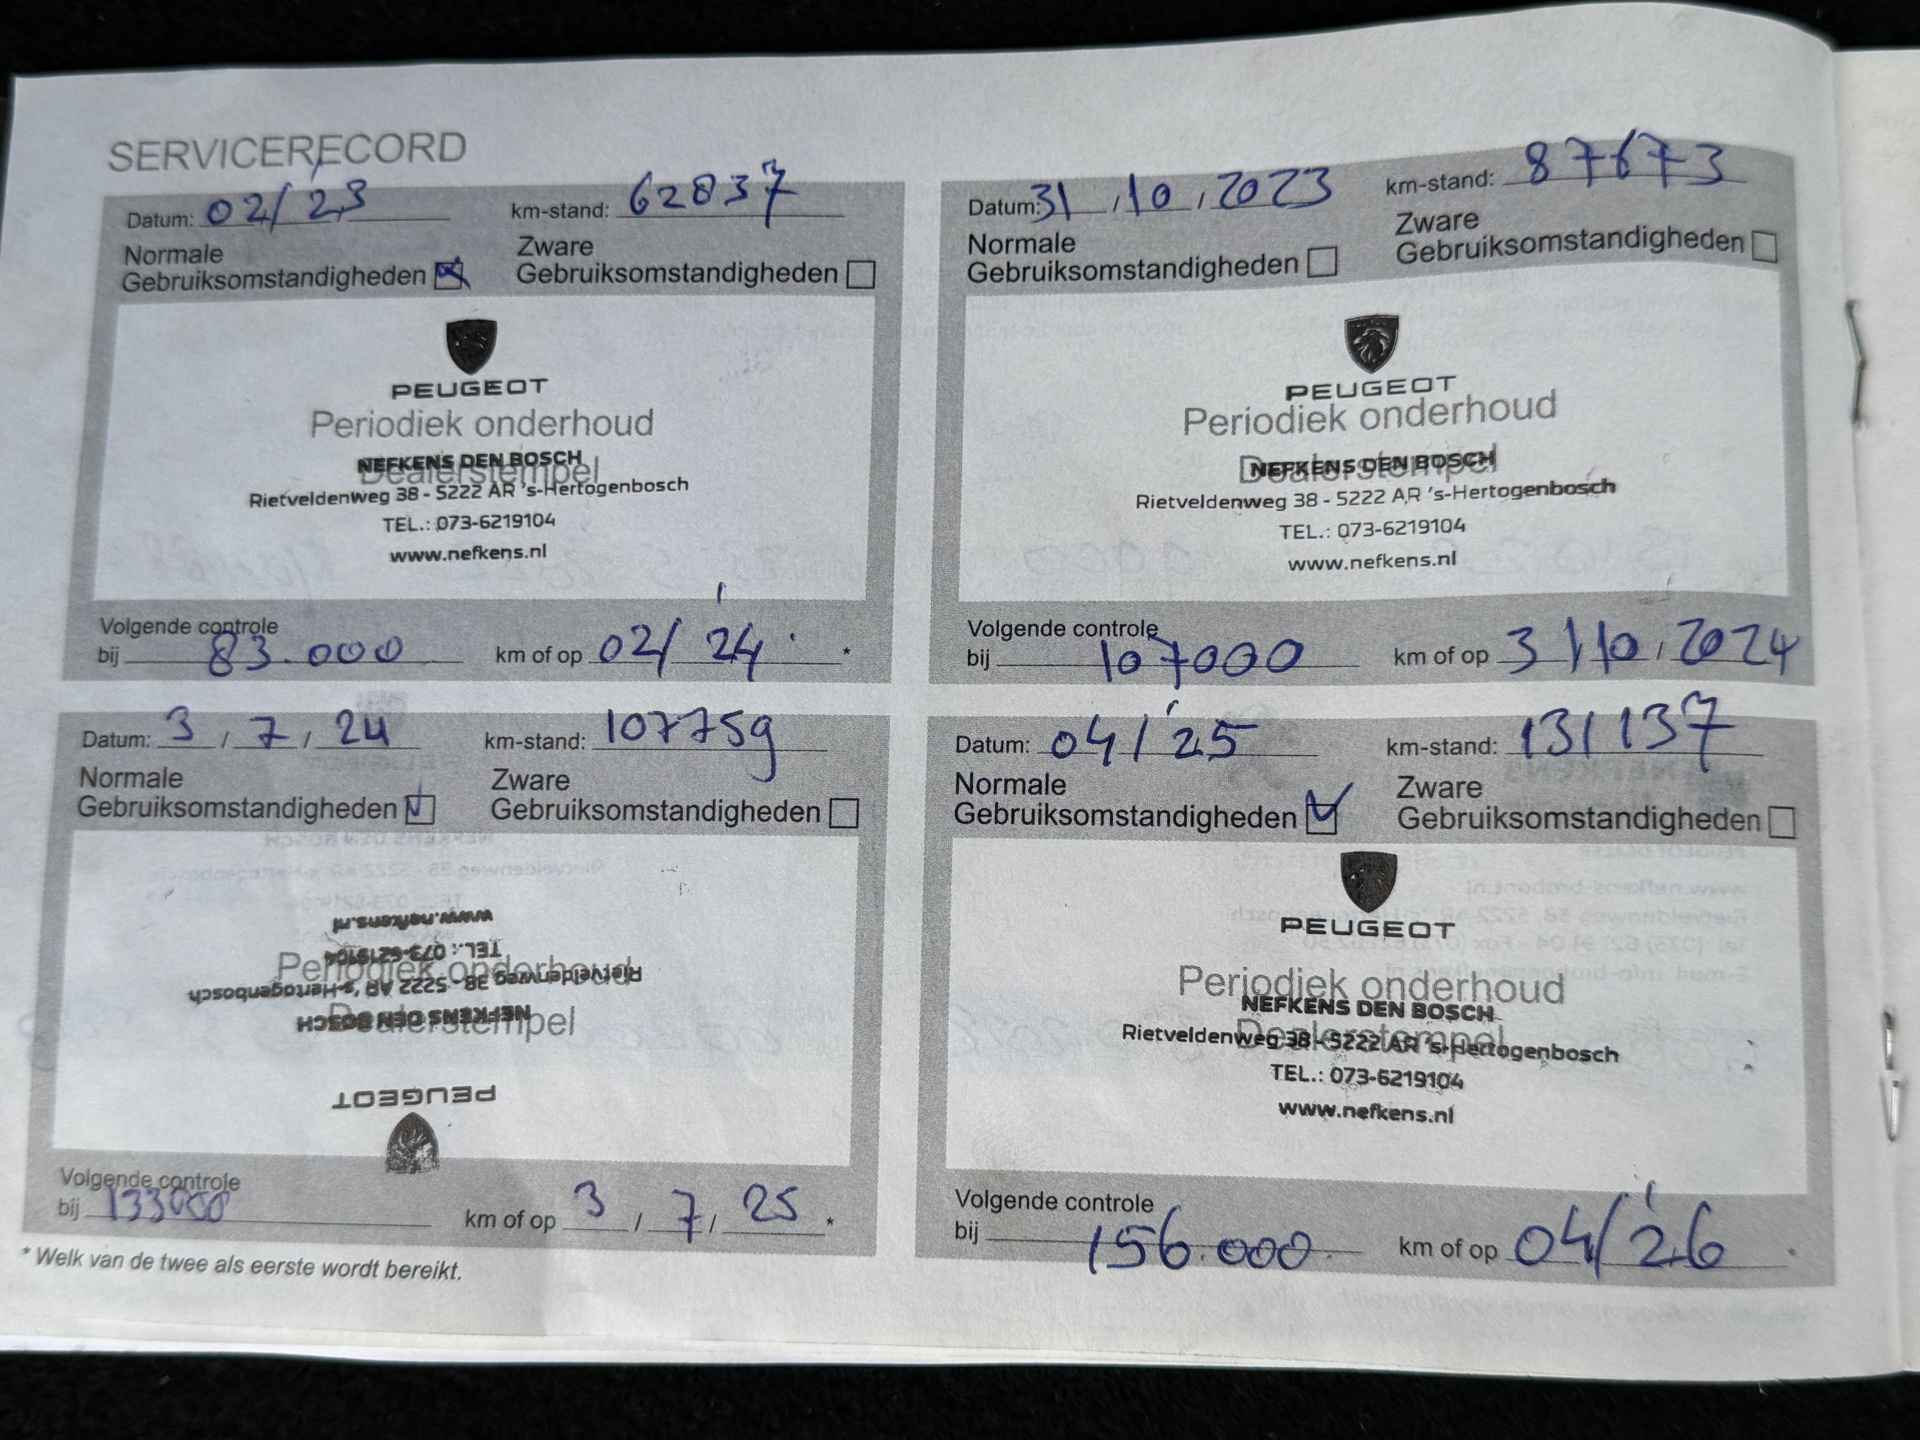 SERVICERECORD
Datum: 02/'23 km-stand: 62837
Normale Zware
Gebruiksomstandigheden Gebruiksomstandigheden
PEUGEOT
Periodiek onderhoud
NEFKENS DEN BOSCH
Dealerstempel
Rietveldenweg 38 - 5222 AR 's-Hertogenbosch
TEL.: 073-6219104
www.nefkens.nl
Volgende controle
bij 83.000 km of op 02/'24 *
Datum: 31 / 10 / 2023 km-stand: 87673
Normale Zware
Gebruiksomstandigheden Gebruiksomstandigheden
PEUGEOT
Periodiek onderhoud
NEFKENS DEN BOSCH
Dealerstempel
Rietveldenweg 38 - 5222 AR 's-Hertogenbosch
TEL.: 073-6219104
www.nefkens.nl
Volgende controle
bij 107000 km of op 31/10/2024
Datum: 3 / 7 / 24 km-stand: 107759
Normale Zware
Gebruiksomstandigheden Gebruiksomstandigheden
www.nefkens.nl
TEL.: 073-6219104
Periodiek onderhoud
Rietveldenweg 38 - 5222 AR 's-Hertogenbosch
NEFKENS DEN BOSCH
Dealerstempel
PEUGEOT
Volgende controle
bij 133000 km of op 3 / 7 / 25 *
Datum: 04/'25 km-stand: 131137
Normale Zware
Gebruiksomstandigheden Gebruiksomstandigheden
PEUGEOT
Periodiek onderhoud
NEFKENS DEN BOSCH
Dealerstempel
Rietveldenweg 38 - 5222 AR 's-Hertogenbosch
TEL.: 073-6219104
www.nefkens.nl
Volgende controle
bij 156.000 km of op 04/'26
* Welk van de twee als eerste wordt bereikt.